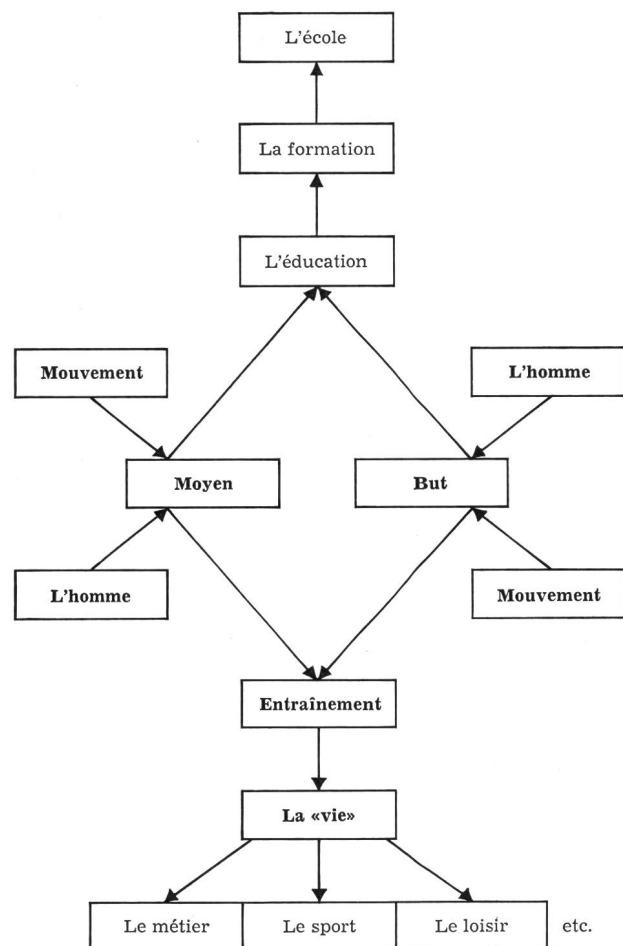 L'école
La formation
L'éducation
Mouvement
L'homme
Moyen
But
L'homme
Mouvement
Entraînement
La «vie»
Le métier
Le sport
Le loisir
etc.